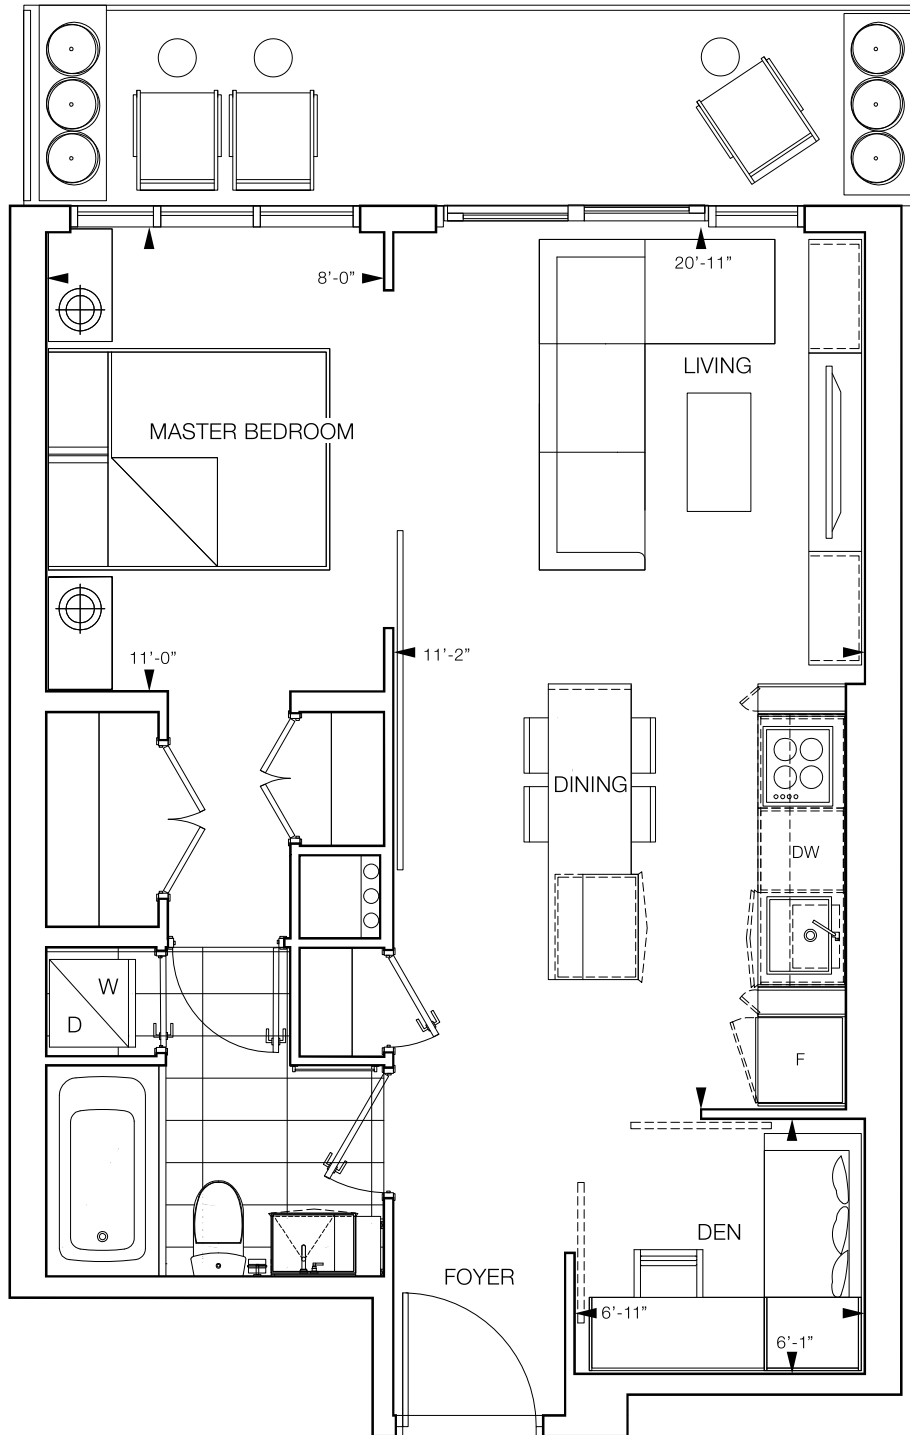 20’-11”
8’-0”
LIVING
MASTER BEDROOM
11’-0”
11’-2”
DINING
DW
W
D
F
DEN
FOYER
6’-11”
6’-1”